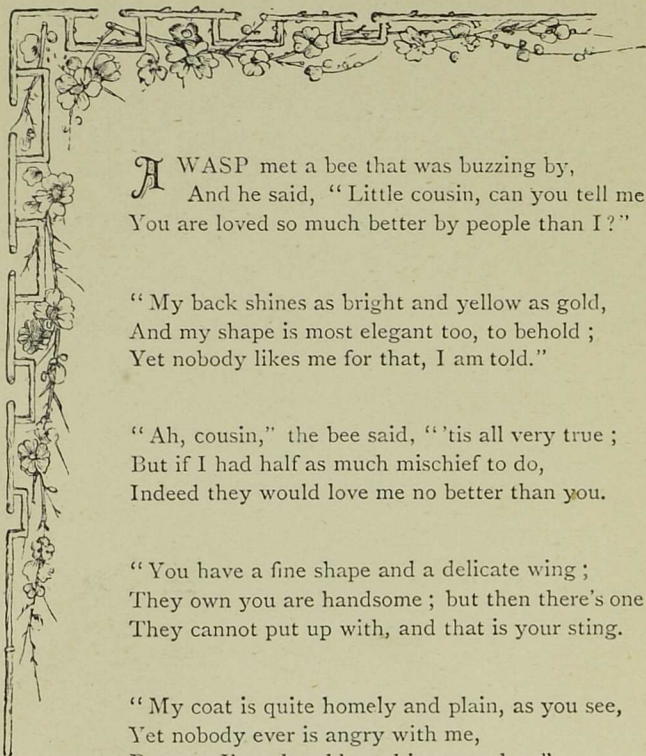 A WASP met a bee that was buzzing by,
And he said, “ Little cousin, can you tell me
You are loved so much better by people than I ?”
“ My back shines as bright and yellow as gold,
And my shape is most elegant too, to behold ;
Yet nobody likes me for that, I am told.”
“ Ah, cousin,” the bee said, “ ’tis all very true ;
But if I had half as much mischief to do,
Indeed they would love me no better than you.
“ You have a fine shape and a delicate wing ;
They own you are handsome ; but then there’s one
They cannot put up with, and that is your sting.
“ My coat is quite homely and plain, as you see,
Yet nobody ever is angry with me,